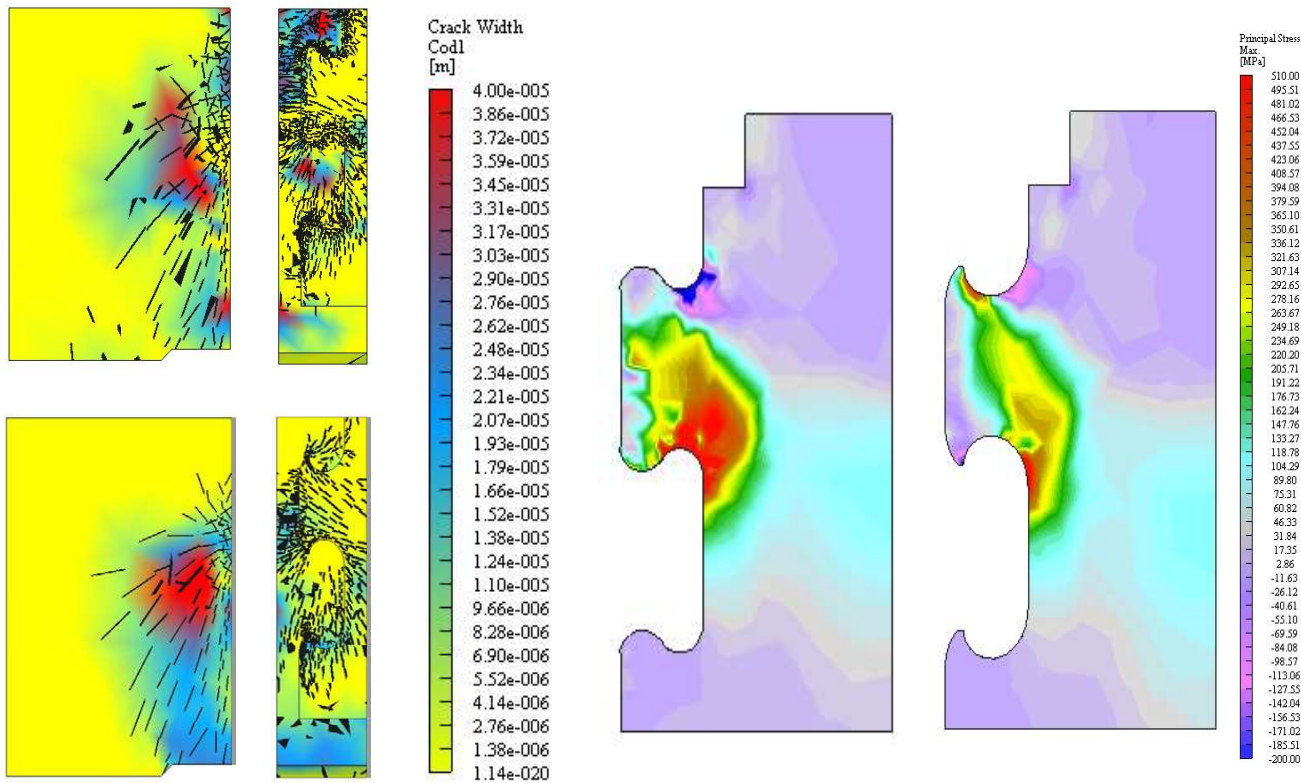 Crack Width
Cod1
[m]
4.00e-005
3.86e-005
3.72e-005
3.59e-005
3.45e-005
3.31e-005
3.17e-005
3.03e-005
2.90e-005
2.76e-005
2.62e-005
2.48e-005
2.34e-005
2.21e-005
2.07e-005
1.93e-005
1.79e-005
1.66e-005
1.52e-005
1.38e-005
1.24e-005
1.10e-005
9.66e-006
8.28e-006
6.90e-006
5.52e-006
4.14e-006
2.76e-006
1.38e-006
1.14e-020
Principal Stress
Max.
[MPa]
510.00
495.51
481.02
466.53
452.04
437.55
423.06
408.57
394.08
379.59
365.10
350.61
336.12
321.63
307.14
292.65
278.16
263.67
249.18
234.69
220.20
205.71
191.22
176.73
162.24
147.76
133.27
118.78
104.29
89.80
75.31
60.82
46.33
31.84
17.35
2.86
-11.63
-26.12
-40.61
-55.10
-69.59
-84.08
-98.57
-113.06
-127.55
-142.04
-156.53
-171.02
-185.51
-200.00